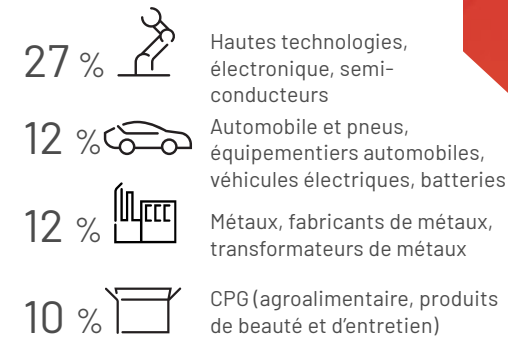 27 %
Hautes technologies,
électronique, semi-
conducteurs
12 %
Automobile et pneus,
équipementiers automobiles,
véhicules électriques, batteries
12 %
Métaux, fabricants de métaux,
transformateurs de métaux
10 %
CPG (agroalimentaire, produits
de beauté et d'entretien)